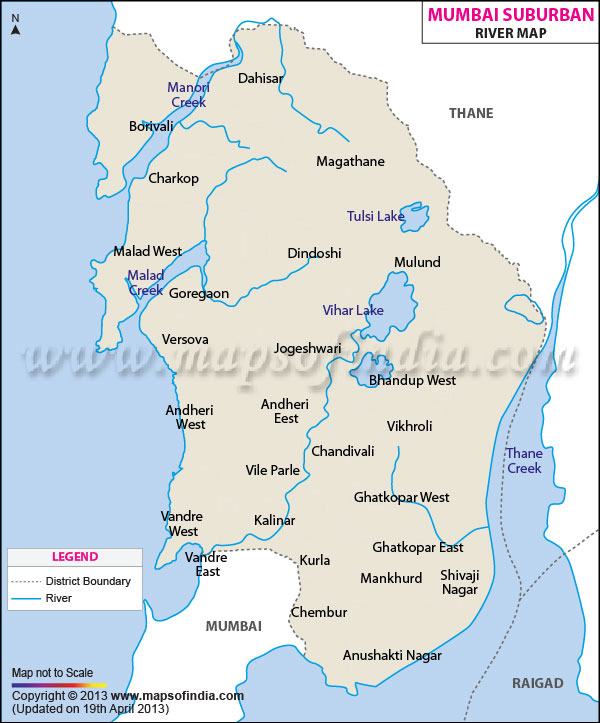 MUMBAI SUBURBAN
RIVER MAP
N
Dahisar
Manori
Creek
THANE
Borivali
Magathane
Charkop
Tulsi Lake
Malad West
Dindoshi
Mulund
Malad
Creek
Goregaon
Vihar Lake
Versova
Jogeshwari
www.mapsofindia.com
Bhandup West
Andheri
West
Andheri
Eest
Vikhroli
Chandivali
Thane
Creek
Vile Parle
Ghatkopar West
Vandre
West
Kalinar
Ghatkopar East
Vandre
East
Kurla
Mankhurd
Shivaji
Nagar
LEGEND
District Boundary
River
Chembur
MUMBAI
Anushakti Nagar
RAIGAD
Map not to Scale
Copyright © 2013 www.mapsofindia.com
(Updated on 19th April 2013)